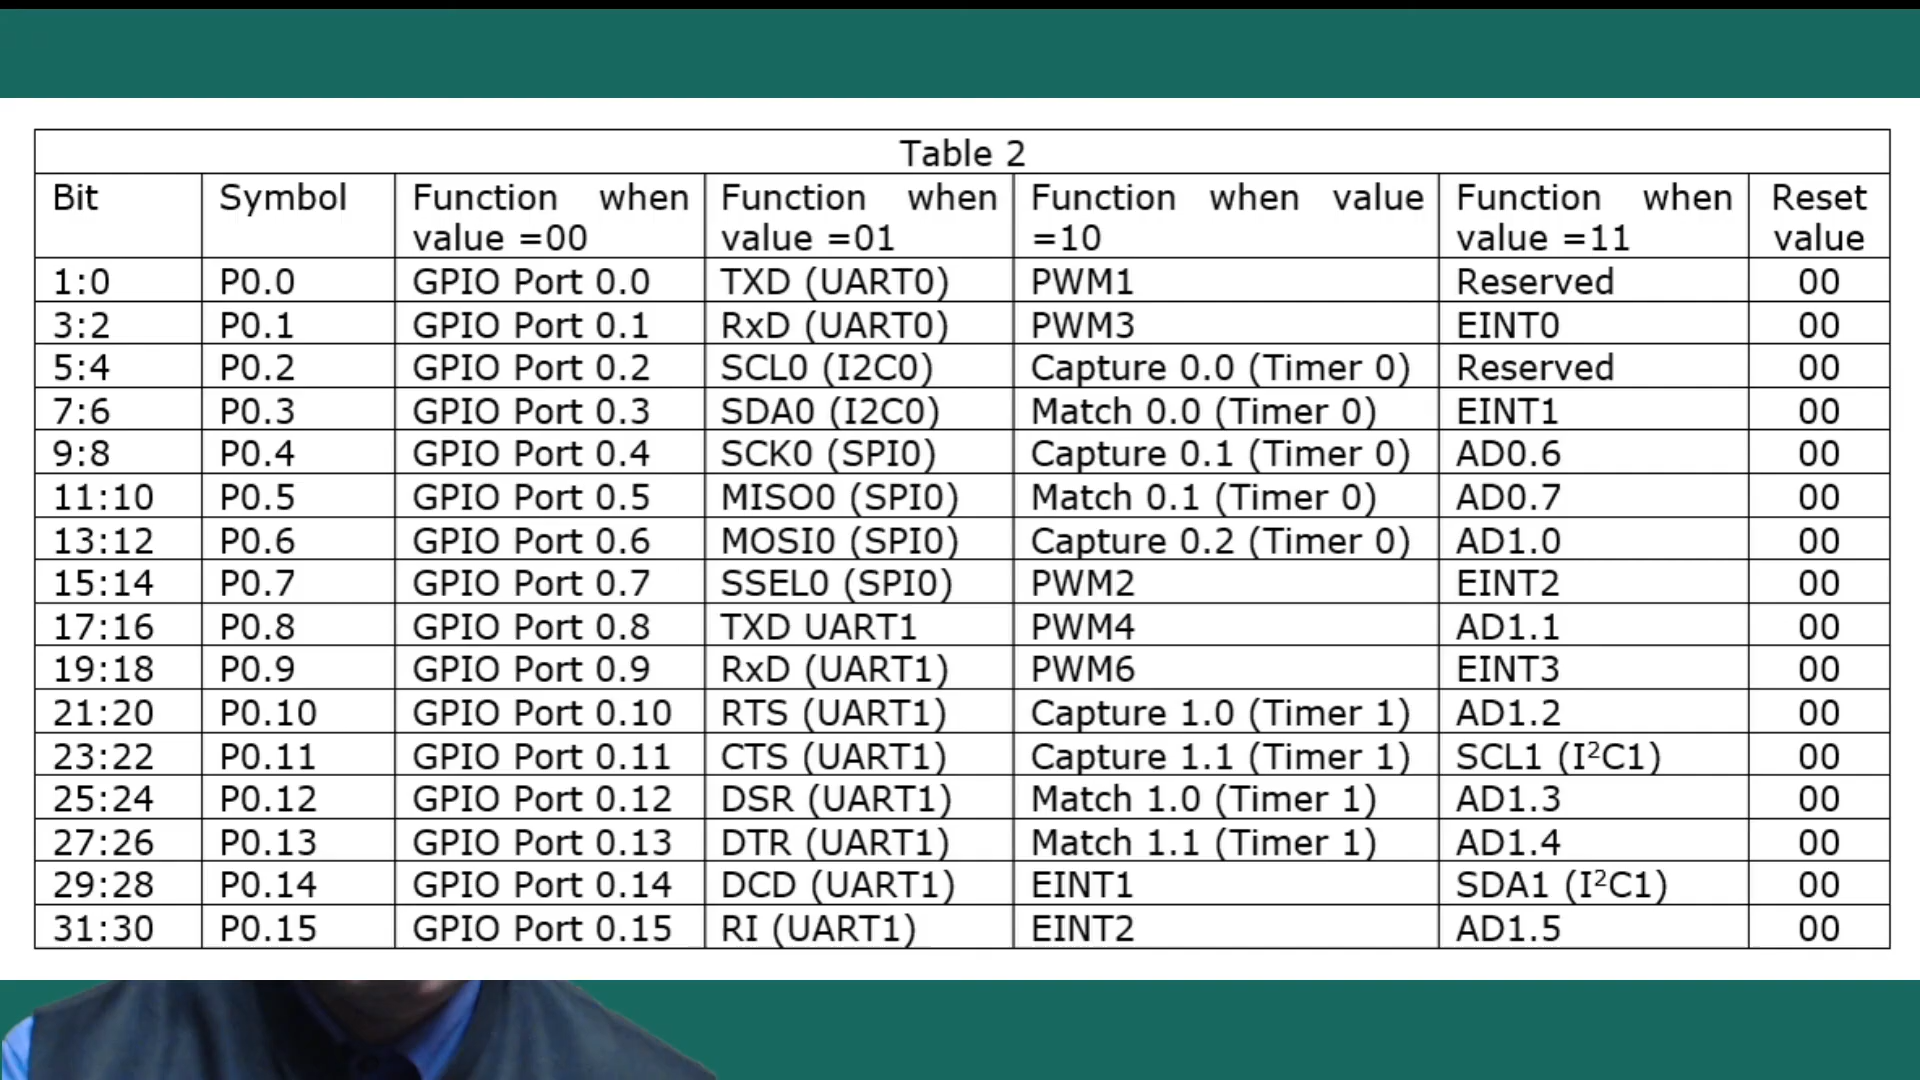 Table 2
Bit Symbol Function when value =00 Function when value =01 Function when value =10 Function when value =11 Reset value
1:0 P0.0 GPIO Port 0.0 TXD (UART0) PWM1 Reserved 00
3:2 P0.1 GPIO Port 0.1 RxD (UART0) PWM3 EINT0 00
5:4 P0.2 GPIO Port 0.2 SCL0 (I2C0) Capture 0.0 (Timer 0) Reserved 00
7:6 P0.3 GPIO Port 0.3 SDA0 (I2C0) Match 0.0 (Timer 0) EINT1 00
9:8 P0.4 GPIO Port 0.4 SCK0 (SPI0) Capture 0.1 (Timer 0) AD0.6 00
11:10 P0.5 GPIO Port 0.5 MISO0 (SPI0) Match 0.1 (Timer 0) AD0.7 00
13:12 P0.6 GPIO Port 0.6 MOSI0 (SPI0) Capture 0.2 (Timer 0) AD1.0 00
15:14 P0.7 GPIO Port 0.7 SSEL0 (SPI0) PWM2 EINT2 00
17:16 P0.8 GPIO Port 0.8 TXD UART1 PWM4 AD1.1 00
19:18 P0.9 GPIO Port 0.9 RxD (UART1) PWM6 EINT3 00
21:20 P0.10 GPIO Port 0.10 RTS (UART1) Capture 1.0 (Timer 1) AD1.2 00
23:22 P0.11 GPIO Port 0.11 CTS (UART1) Capture 1.1 (Timer 1) SCL1 (I²C1) 00
25:24 P0.12 GPIO Port 0.12 DSR (UART1) Match 1.0 (Timer 1) AD1.3 00
27:26 P0.13 GPIO Port 0.13 DTR (UART1) Match 1.1 (Timer 1) AD1.4 00
29:28 P0.14 GPIO Port 0.14 DCD (UART1) EINT1 SDA1 (I²C1) 00
31:30 P0.15 GPIO Port 0.15 RI (UART1) EINT2 AD1.5 00